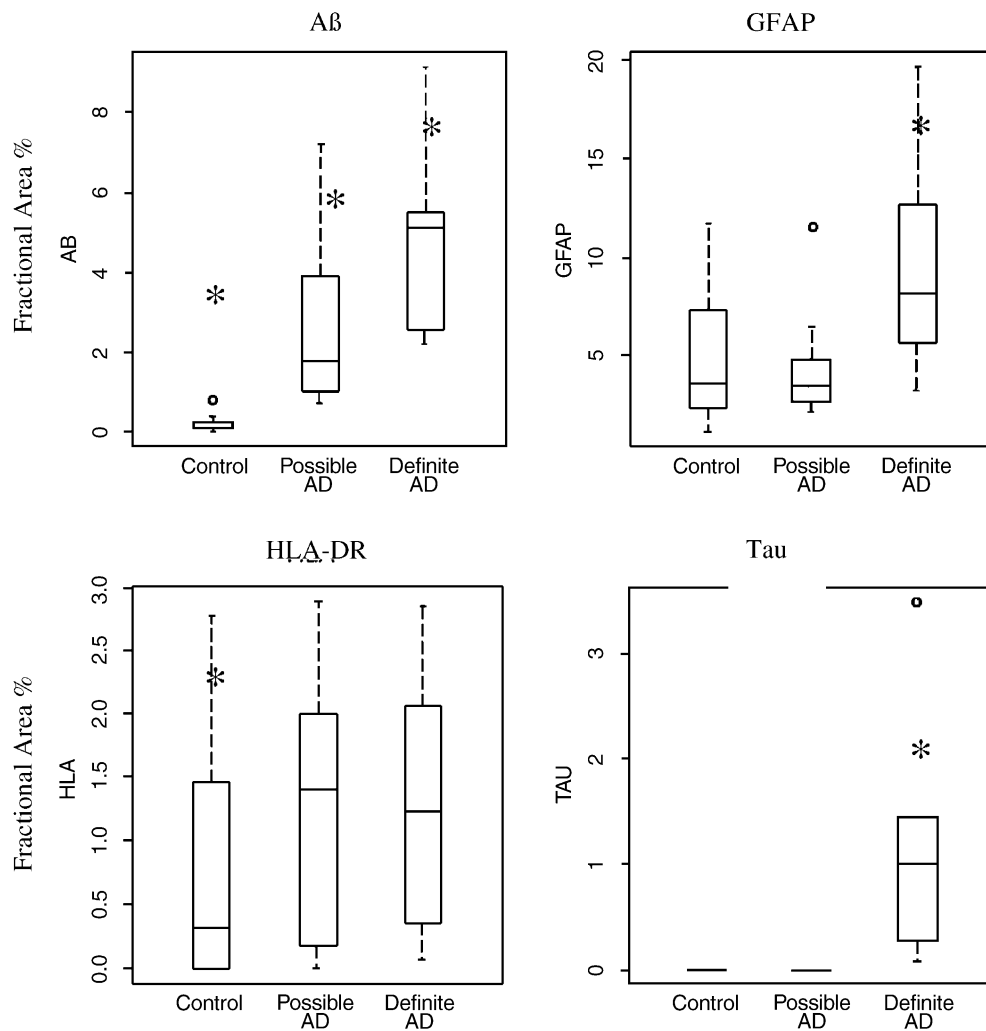 Aß
GFAP
Fractional Area %
AB
8
6
4
2
0
*
*
*
Control
Possible
AD
Definite
AD
GFAP
20
15
10
5
*
Control
Possible
AD
Definite
AD
HLA-DR
Tau
Fractional Area %
HLA
3.0
2.5
2.0
1.5
1.0
0.5
0.0
*
Control
Possible
AD
Definite
AD
TAU
3
2
1
0
*
Control
Possible
AD
Definite
AD